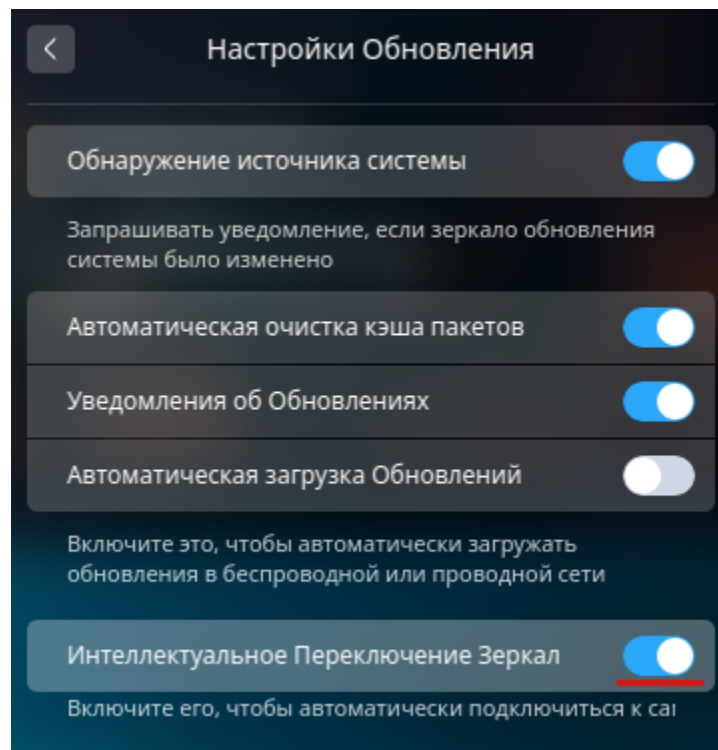 Настройки Обновления
Обнаружение источника системы
Запрашивать уведомление, если зеркало обновления
системы было изменено
Автоматическая очистка кэша пакетов
Уведомления об Обновлениях
Автоматическая загрузка Обновлений
Включите это, чтобы автоматически загружать
обновления в беспроводной или проводной сети
Интеллектуальное Переключение Зеркал
Включите его, чтобы автоматически подключиться к